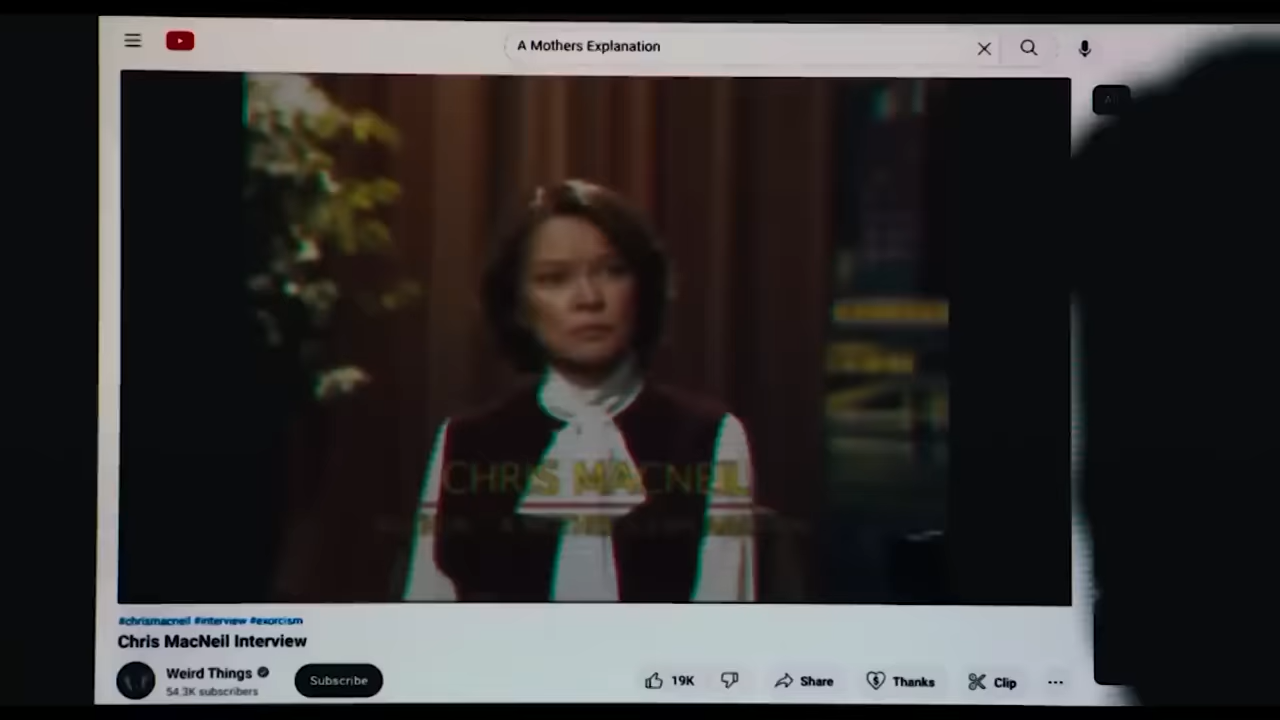 A Mothers Explanation
All
CHRIS MACNEIL
#chrismacneil #interview #exorcism
Chris MacNeil Interview
Weird Things
54.3K subscribers
Subscribe
19K
Share
Thanks
Clip